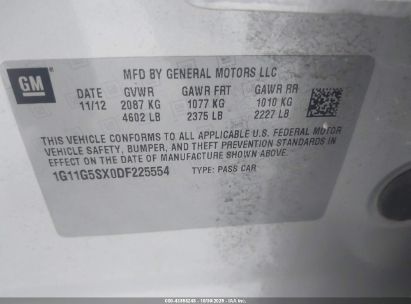 GM
MFD BY GENERAL MOTORS LLC
DATE GVWR GAWR FRT GAWR RR
11/12 2087 KG 1077 KG 1010 KG
4602 LB 2375 LB 2227 LB
THIS VEHICLE CONFORMS TO ALL APPLICABLE U.S. FEDERAL MOTOR
VEHICLE SAFETY, BUMPER, AND THEFT PREVENTION STANDARDS IN
EFFECT ON THE DATE OF MANUFACTURE SHOWN ABOVE.
1G11G5SX0DF225554 TYPE: PASS CAR